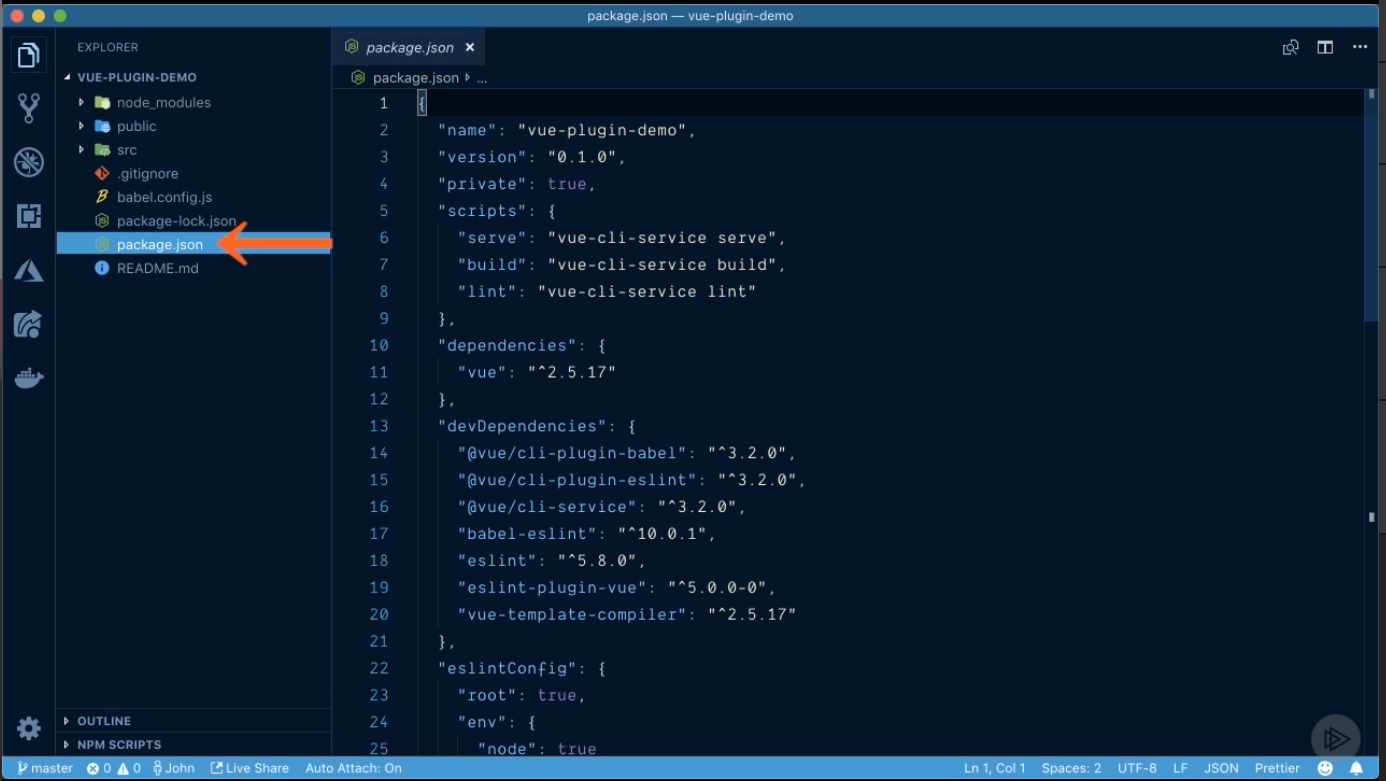 package.json — vue-plugin-demo
EXPLORER
VUE-PLUGIN-DEMO
node_modules
public
src
.gitignore
babel.config.js
package-lock.json
package.json
README.md
OUTLINE
NPM SCRIPTS
package.json ×
package.json ...
1 {
2 "name": "vue-plugin-demo",
3 "version": "0.1.0",
4 "private": true,
5 "scripts": {
6 "serve": "vue-cli-service serve",
7 "build": "vue-cli-service build",
8 "lint": "vue-cli-service lint"
9 },
10 "dependencies": {
11 "vue": "^2.5.17"
12 },
13 "devDependencies": {
14 "@vue/cli-plugin-babel": "^3.2.0",
15 "@vue/cli-plugin-eslint": "^3.2.0",
16 "@vue/cli-service": "^3.2.0",
17 "babel-eslint": "^10.0.1",
18 "eslint": "^5.8.0",
19 "eslint-plugin-vue": "^5.0.0-0",
20 "vue-template-compiler": "^2.5.17"
21 },
22 "eslintConfig": {
23 "root": true,
24 "env": {
25 "node": true
master 0 0 John Live Share Auto Attach: On Ln 1, Col 1 Spaces: 2 UTF-8 LF JSON Prettier